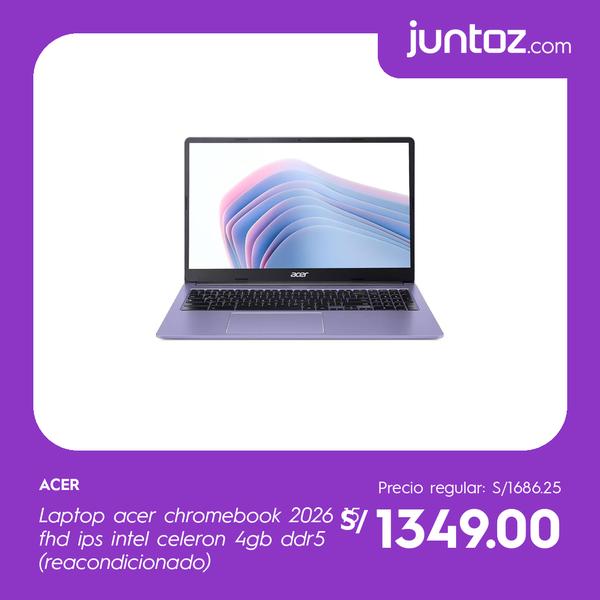 juntoz.com
acer
ACER
Precio regular: S/1686.25
Laptop acer chromebook 2026 15
fhd ips intel celeron 4gb ddr5
(reacondicionado)
S/ 1349.00